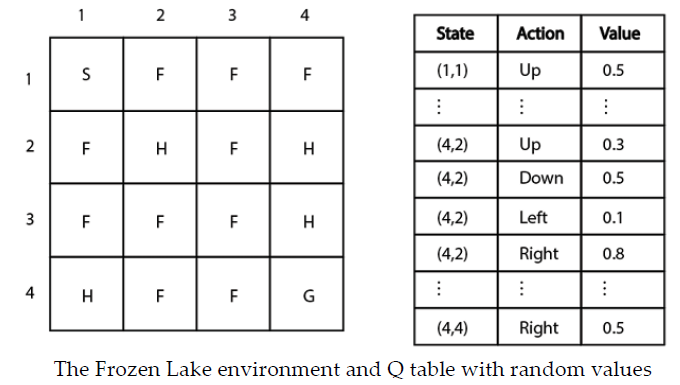 1 2 3 4
1 S F F F
2 F H F H
3 F F F H
4 H F F G
State Action Value
(1,1) Up 0.5
⋮ ⋮ ⋮
(4,2) Up 0.3
(4,2) Down 0.5
(4,2) Left 0.1
(4,2) Right 0.8
⋮ ⋮ ⋮
(4,4) Right 0.5
The Frozen Lake environment and Q table with random values